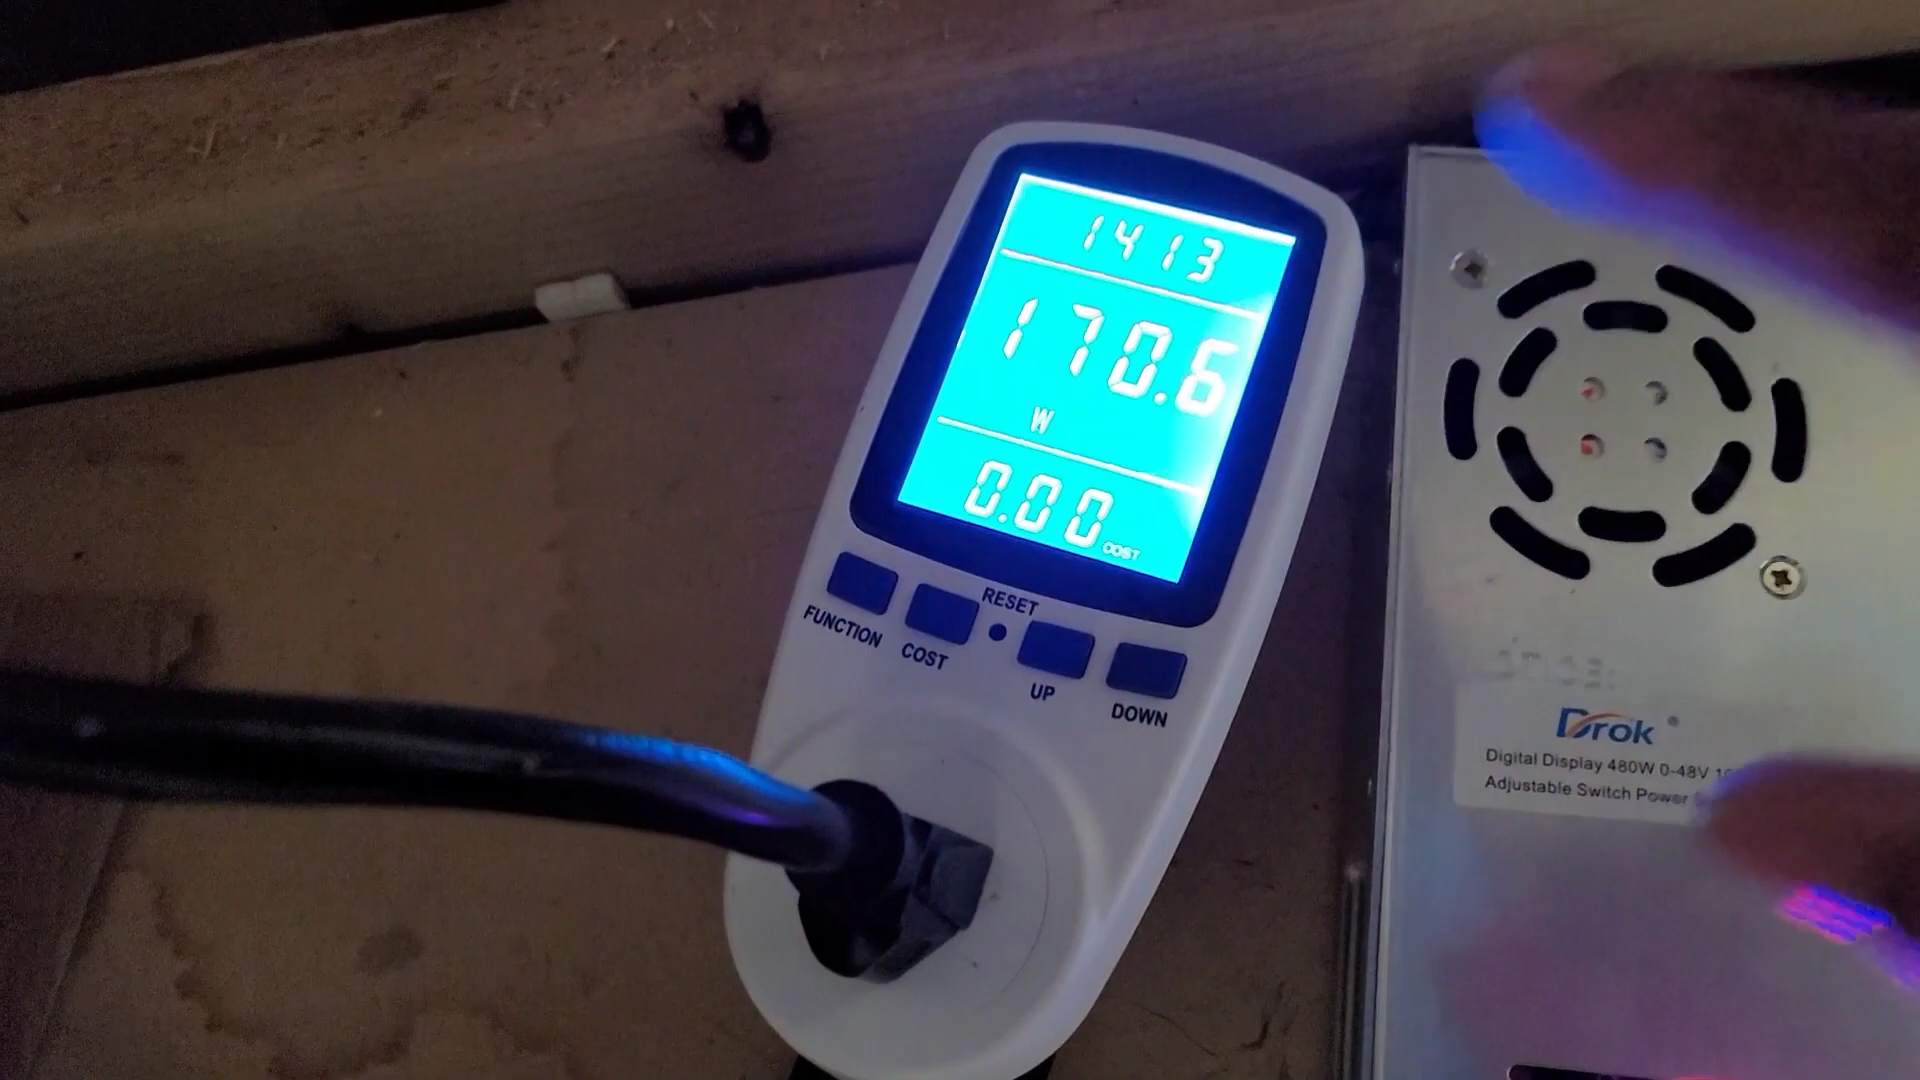 1413
170.6
W
0.00 COST
RESET
FUNCTION COST UP DOWN
Drok
Digital Display 480W 0-48V
Adjustable Switch Power